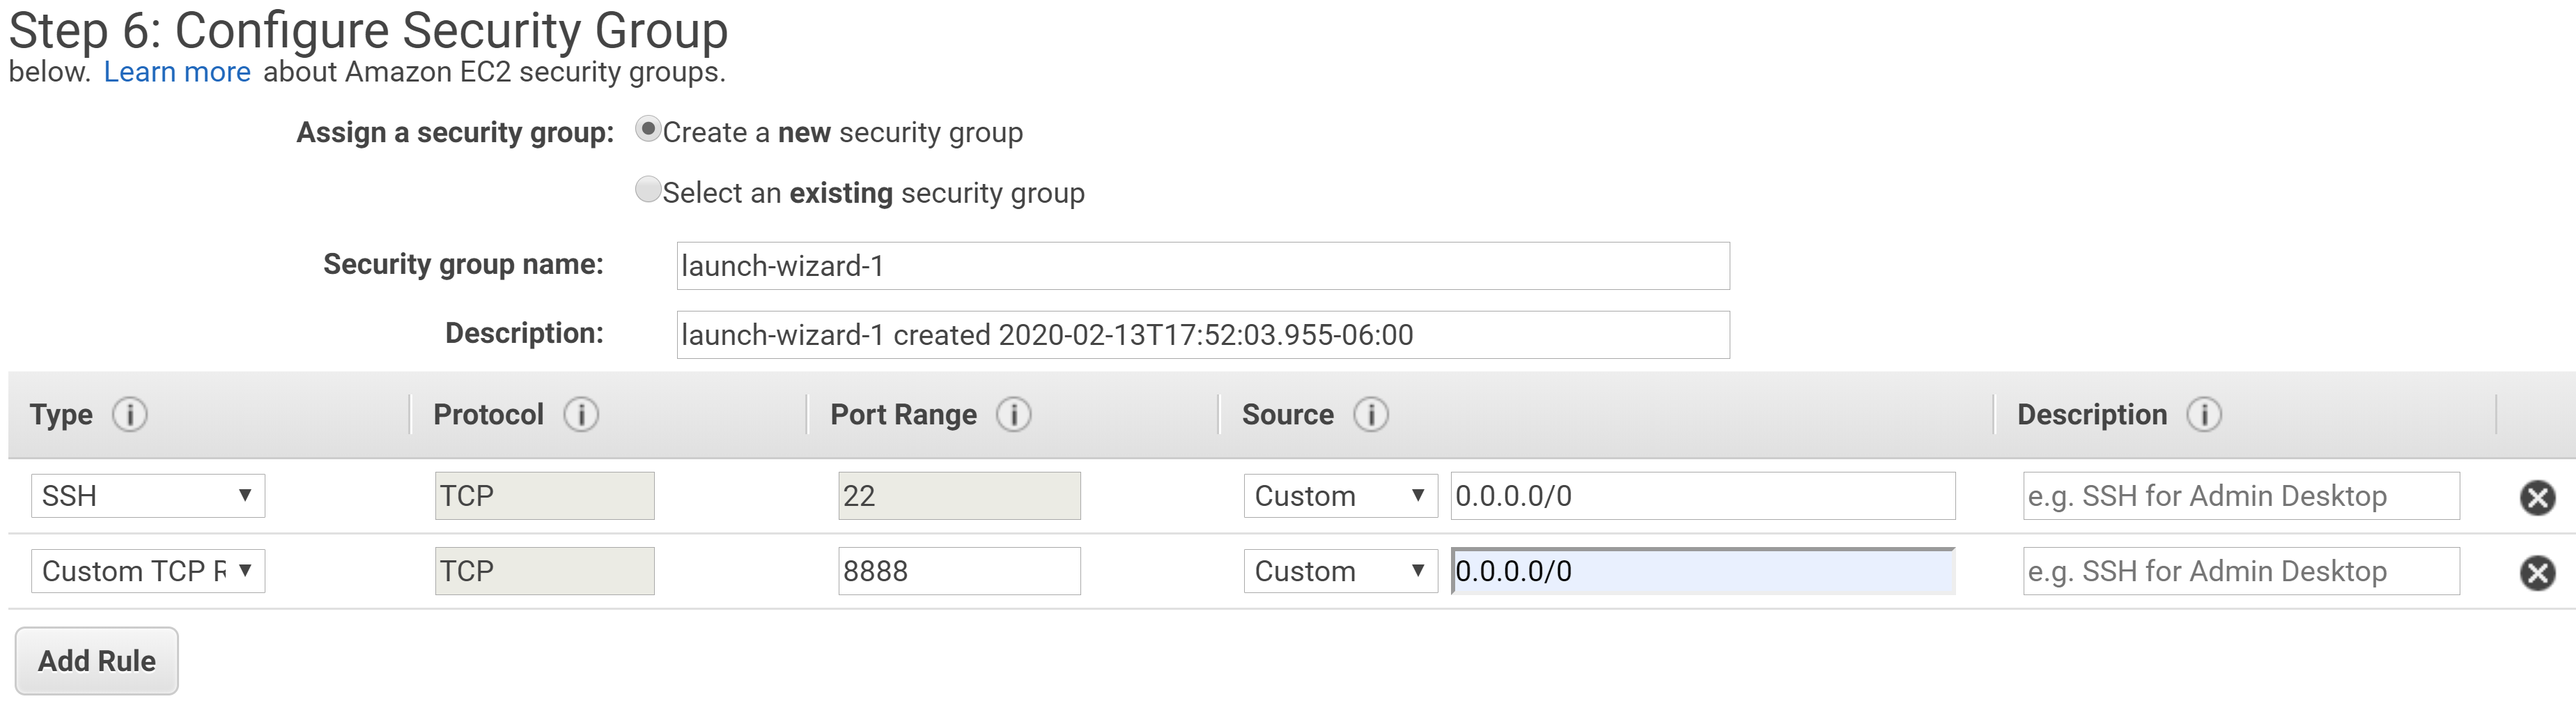 Step 6: Configure Security Group
below. Learn more about Amazon EC2 security groups.
Assign a security group: Create a new security group
Select an existing security group
Security group name: launch-wizard-1
Description: launch-wizard-1 created 2020-02-13T17:52:03.955-06:00
Type Protocol Port Range Source Description
SSH TCP 22 Custom 0.0.0.0/0 e.g. SSH for Admin Desktop
Custom TCP R TCP 8888 Custom 0.0.0.0/0 e.g. SSH for Admin Desktop
Add Rule